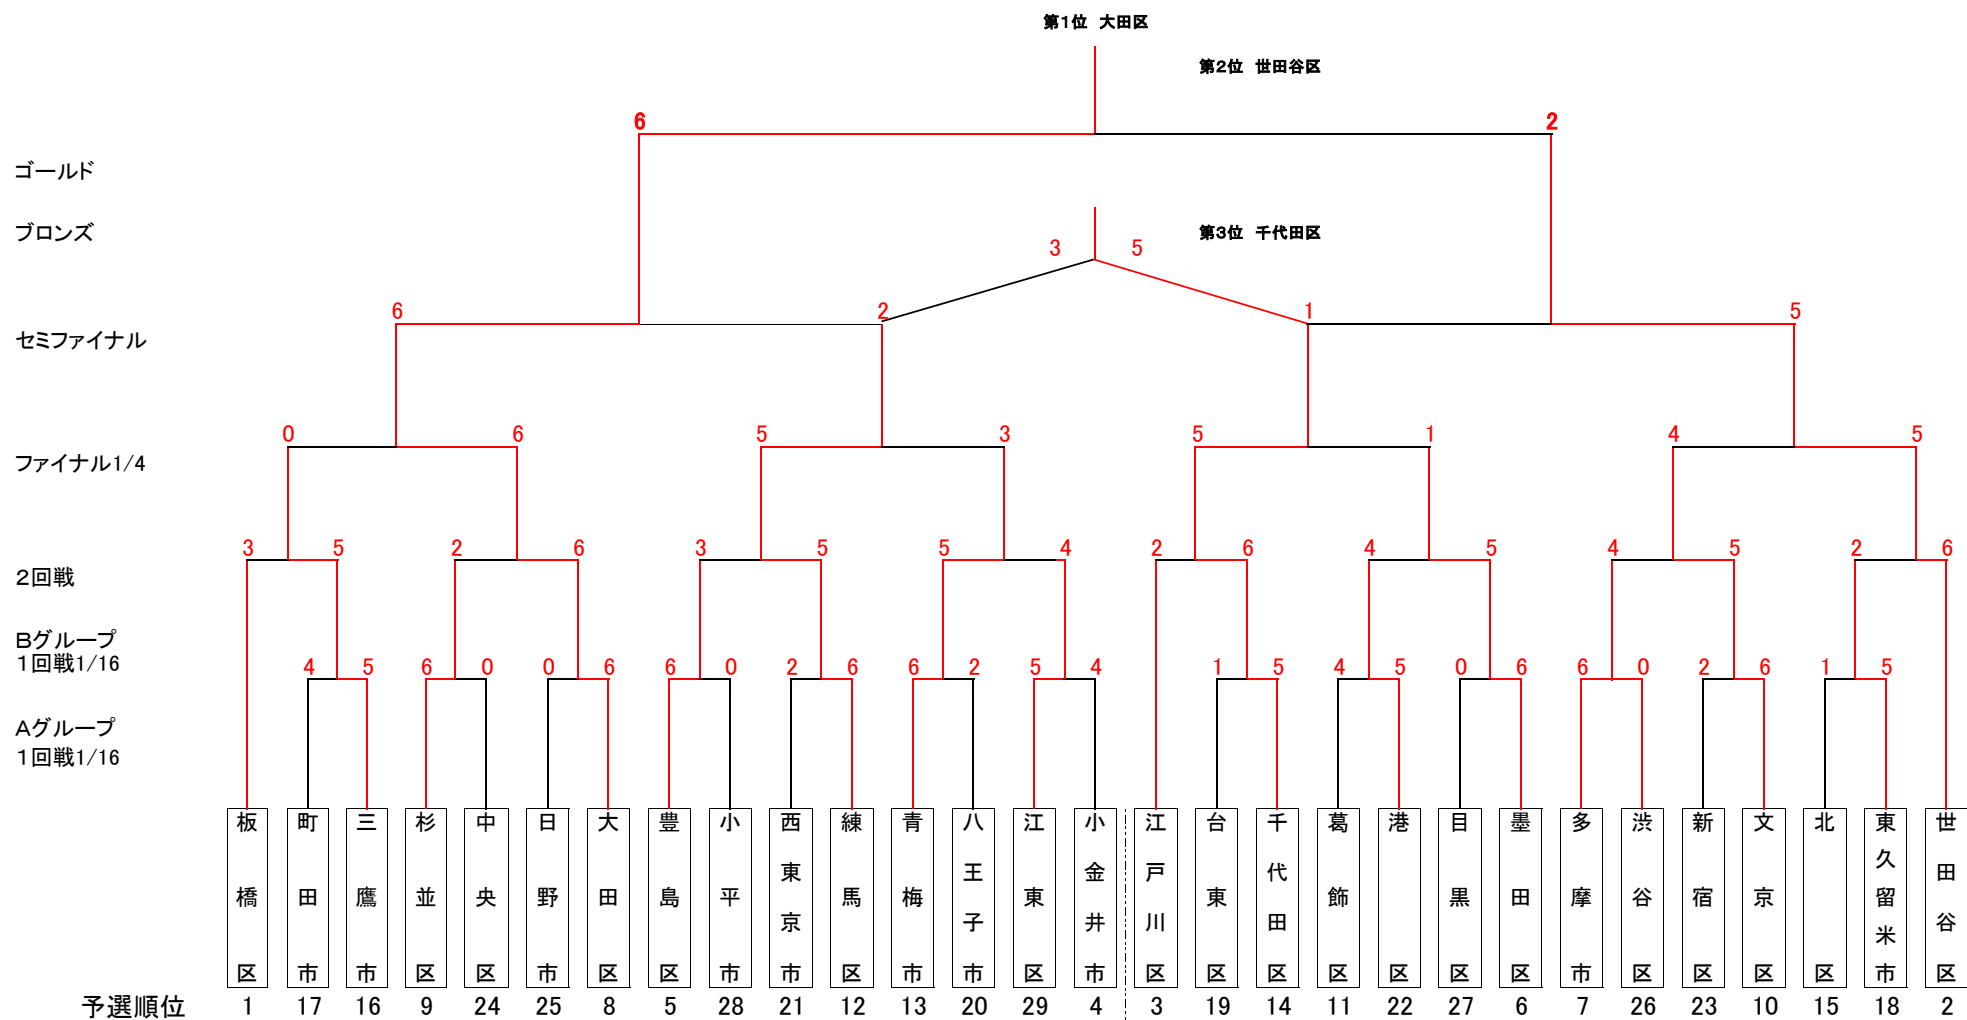 第1位 大田区
第2位 世田谷区
6 2
ゴールド
ブロンズ
第3位 千代田区
3 5
6 2 1 5
セミファイナル
0 6 5 3 5 1 4 5
ファイナル1/4
3 5 2 6 3 5 5 4 2 6 4 5 4 5 2 6
2回戦
Bグループ
1回戦1/16
4 5 6 0 0 6 6 0 2 6 6 2 5 4 1 5 4 5 0 6 6 0 2 6 1 5
Aグループ
1回戦1/16
板橋区
町田市
三鷹市
杉並区
中央区
日野市
大田区
豊島区
小平市
西東京市
練馬区
青梅市
八王子市
江東区
小金井市
江戸川区
台東区
千代田区
葛飾区
港区
目黒区
墨田区
多摩市
渋谷区
新宿区
文京区
北区
東久留米市
世田谷区
予選順位 1 17 16 9 24 25 8 5 28 21 12 13 20 29 4 3 19 14 11 22 27 6 7 26 23 10 15 18 2